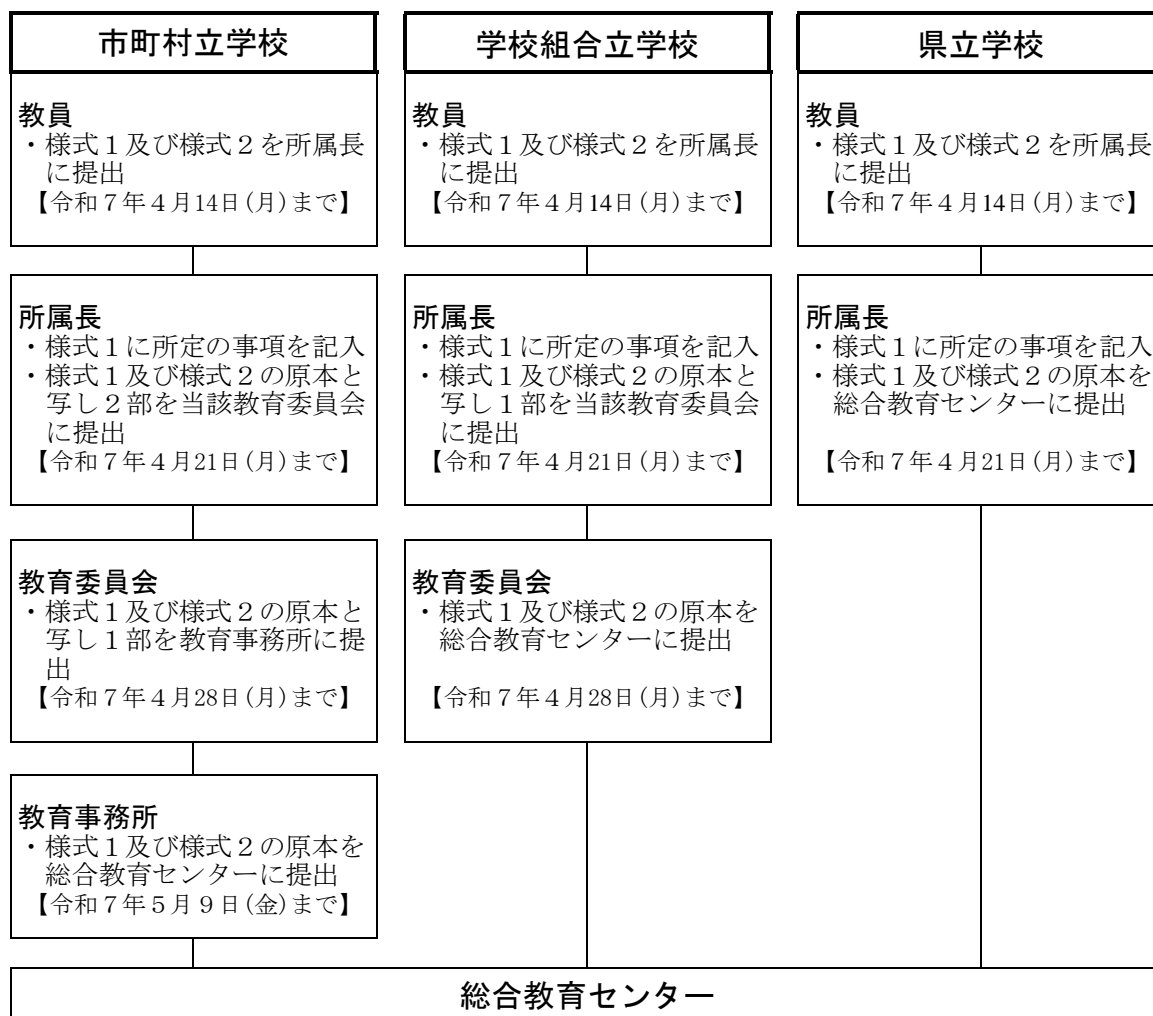 市町村立学校
教員
・様式１及び様式２を所属長
に提出
【令和７年４月14日(月)まで】
所属長
・様式１に所定の事項を記入
・様式１及び様式２の原本と
写し２部を当該教育委員会
に提出
【令和７年４月21日(月)まで】
教育委員会
・様式１及び様式２の原本と
写し１部を教育事務所に提
出
【令和７年４月28日(月)まで】
教育事務所
・様式１及び様式２の原本を
総合教育センターに提出
【令和７年５月９日(金)まで】
学校組合立学校
教員
・様式１及び様式２を所属長
に提出
【令和７年４月14日(月)まで】
所属長
・様式１に所定の事項を記入
・様式１及び様式２の原本と
写し１部を当該教育委員会
に提出
【令和７年４月21日(月)まで】
教育委員会
・様式１及び様式２の原本を
総合教育センターに提出
【令和７年４月28日(月)まで】
県立学校
教員
・様式１及び様式２を所属長
に提出
【令和７年４月14日(月)まで】
所属長
・様式１に所定の事項を記入
・様式１及び様式２の原本を
総合教育センターに提出
【令和７年４月21日(月)まで】
総合教育センター